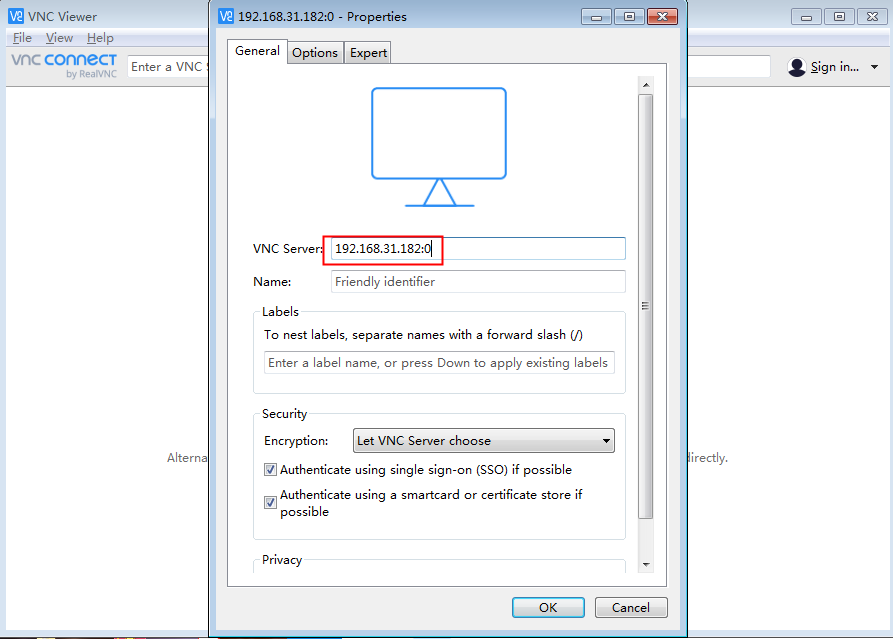 VNC Viewer
File View Help
vnc connect
by RealVNC
Enter a VNC
Sign in...
192.168.31.182:0 - Properties
General Options Expert
VNC Server: 192.168.31.182:0
Name: Friendly identifier
Labels
To nest labels, separate names with a forward slash (/)
Enter a label name, or press Down to apply existing labels
Security
Encryption: Let VNC Server choose
Authenticate using single sign-on (SSO) if possible
Authenticate using a smartcard or certificate store if
possible
Privacy
OK Cancel
directly.